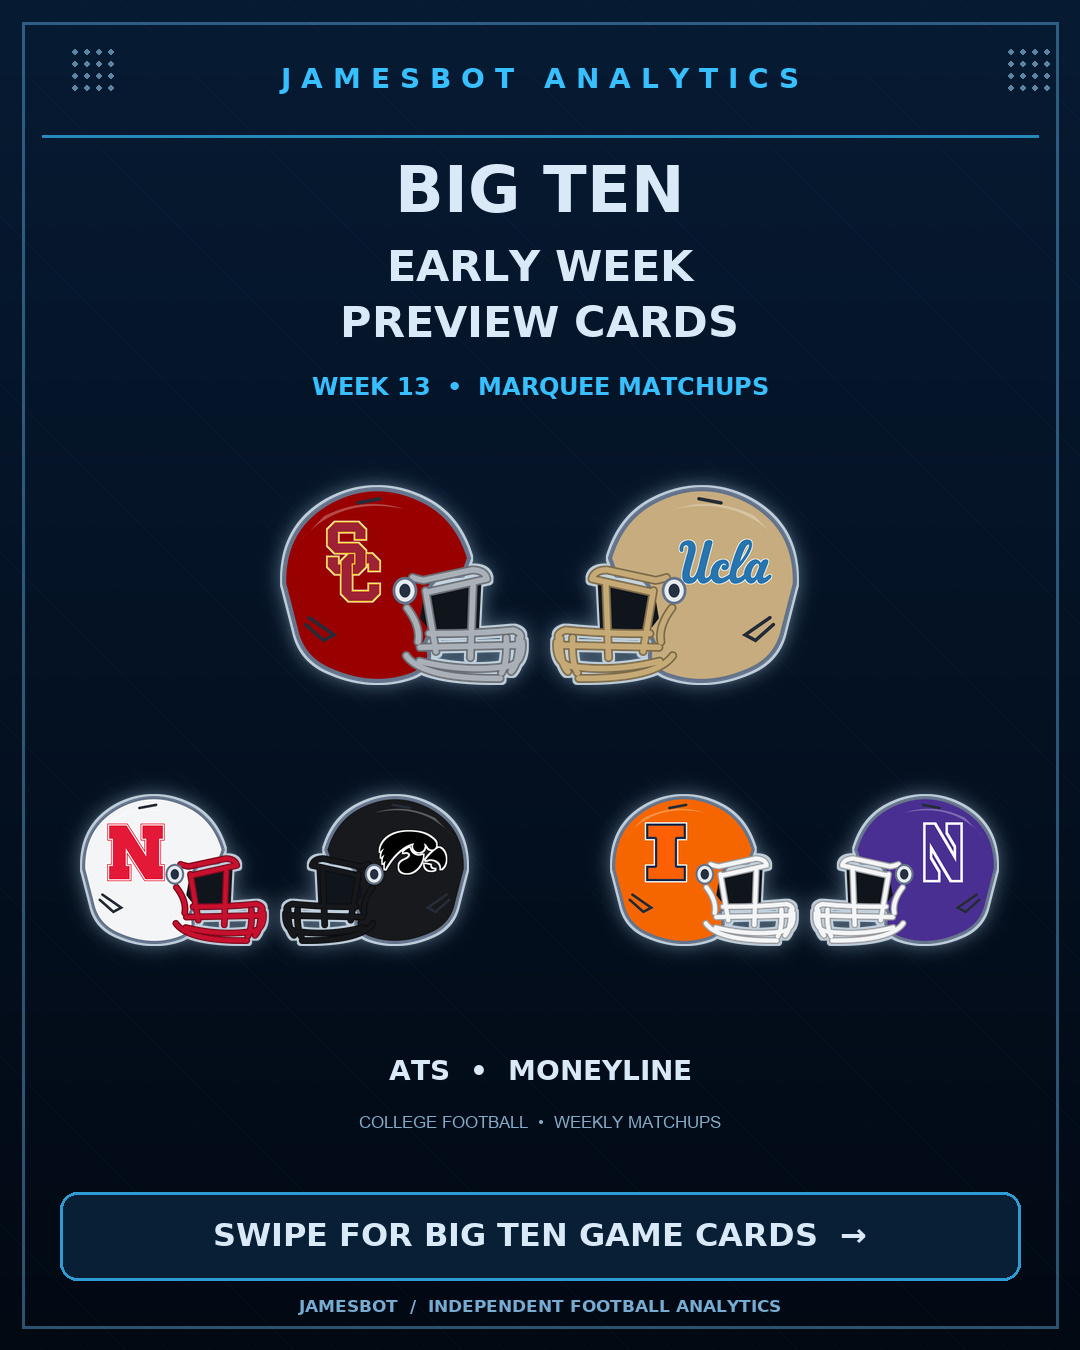 JAMESBOT ANALYTICS
BIG TEN
EARLY WEEK
PREVIEW CARDS
WEEK 13 • MARQUEE MATCHUPS
SC
Ucla
N
I
N
ATS • MONEYLINE
COLLEGE FOOTBALL • WEEKLY MATCHUPS
SWIPE FOR BIG TEN GAME CARDS →
JAMESBOT / INDEPENDENT FOOTBALL ANALYTICS